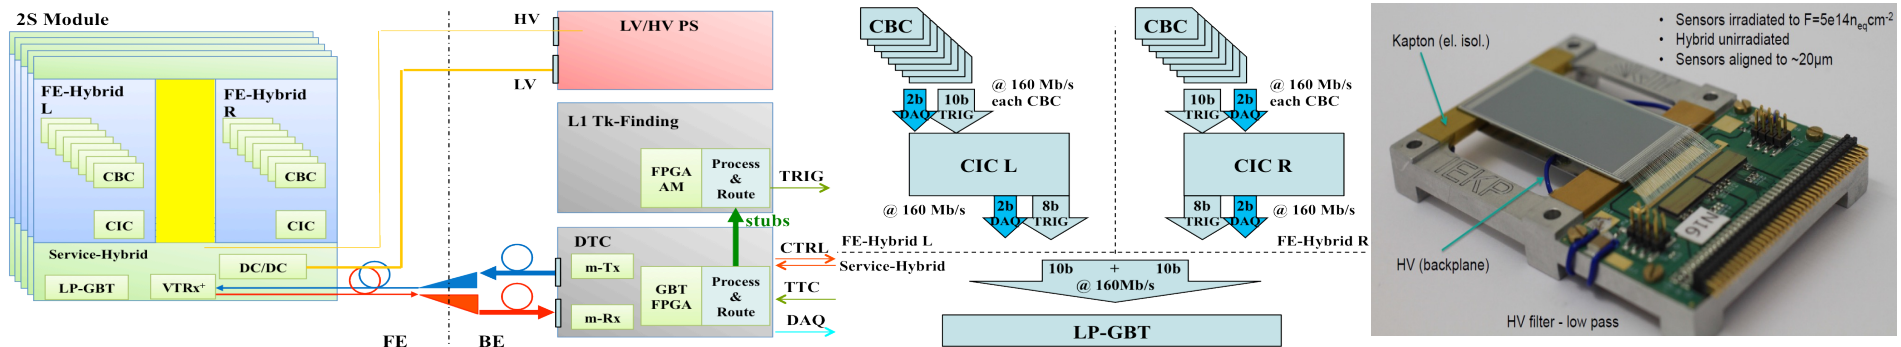 2S Module
FE-Hybrid
L
CBC
CIC
FE-Hybrid
R
CBC
CIC
Service-Hybrid
DC/DC
LP-GBT
VTRx+
FE
BE
HV
LV
LV/HV PS
L1 Tk-Finding
FPGA
AM
Process
&
Route
TRIG
stubs
DTC
m-Tx
m-Rx
GBT
FPGA
Process
&
Route
CTRL
TTC
DAQ
CBC
@ 160 Mb/s
each CBC
2b
DAQ
10b
TRIG
CIC L
@ 160 Mb/s
2b
DAQ
8b
TRIG
FE-Hybrid L
Service-Hybrid
CBC
@ 160 Mb/s
each CBC
10b
TRIG
2b
DAQ
CIC R
8b
TRIG
2b
DAQ
@ 160 Mb/s
FE-Hybrid R
10b + 10b
@ 160Mb/s
LP-GBT
• Sensors irradiated to F=5e14neqcm-2
• Hybrid unirradiated
• Sensors aligned to ~20µm
Kapton (el. isol.)
IEKP
N16
HV (backplane)
HV filter - low pass